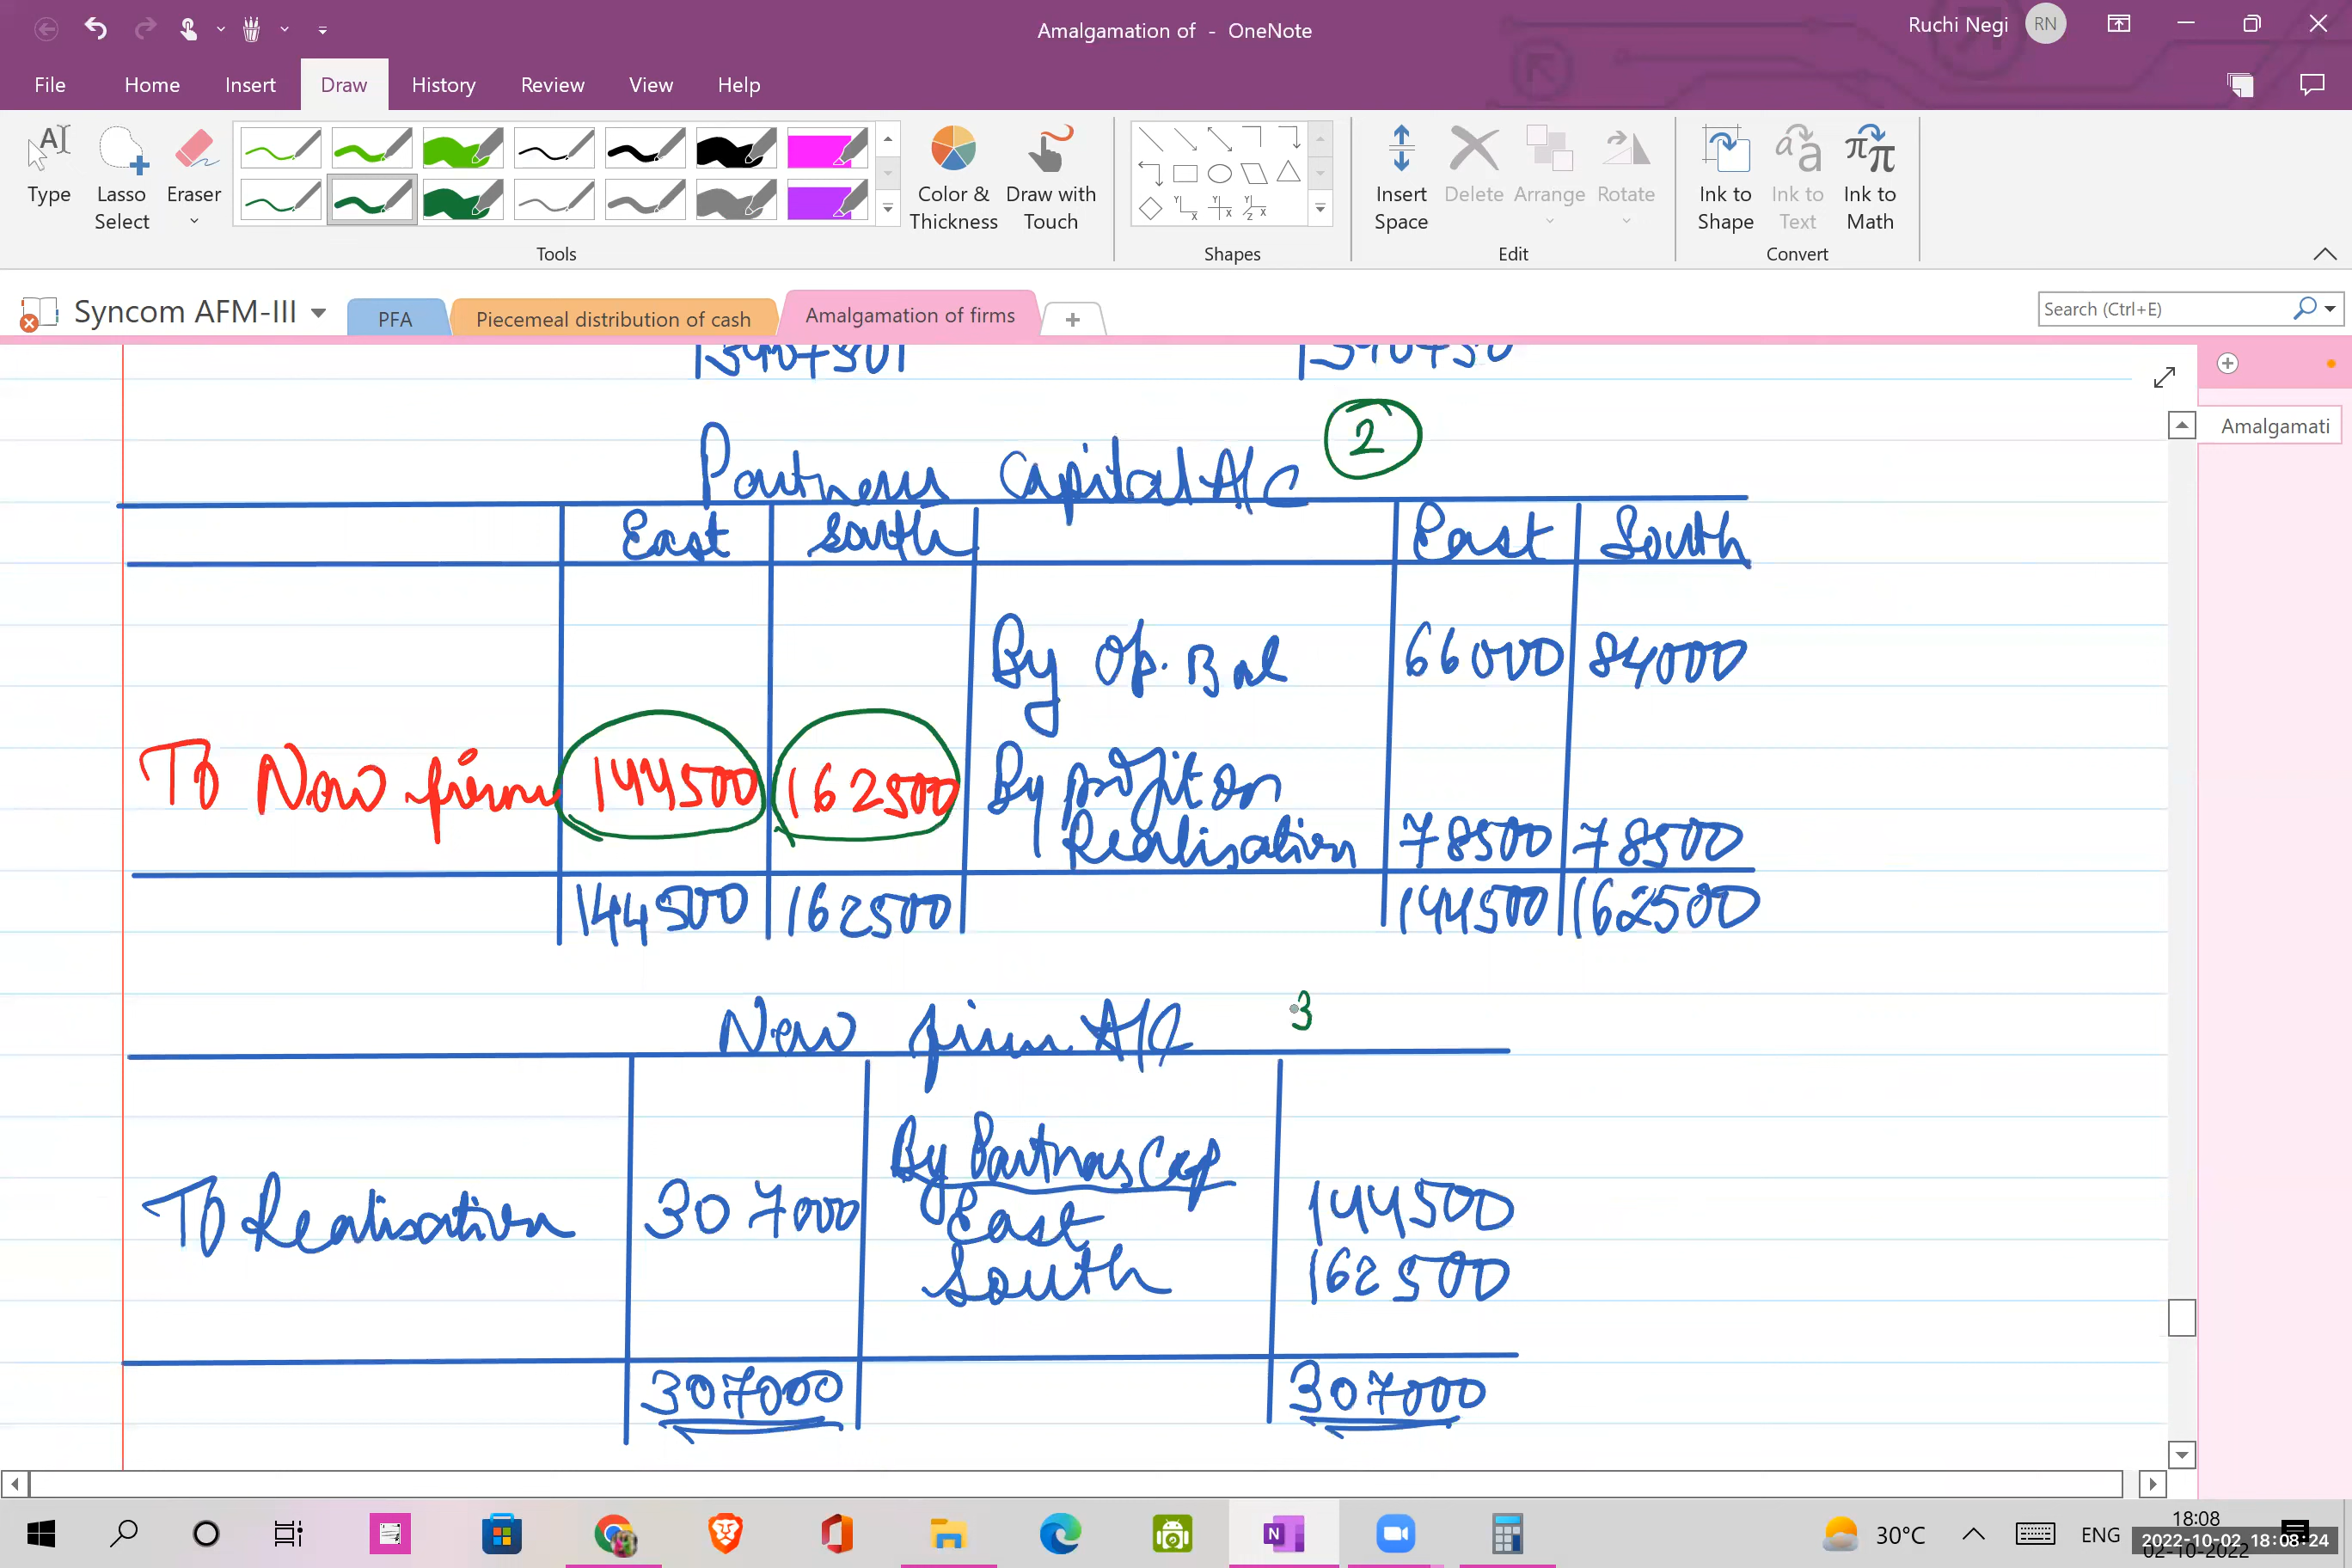 Amalgamation of - OneNote
Ruchi Negi RN
File Home Insert Draw History Review View Help
Type
Lasso Select
Eraser
Color & Thickness
Draw with Touch
Insert Space
Delete
Arrange
Rotate
Ink to Shape
Ink to Text
Ink to Math
Tools Shapes Edit Convert
Syncom AFM-III PFA Piecemeal distribution of cash Amalgamation of firms + Search (Ctrl+E)
Amalgamati
Partners Capital A/C 2
East South East South
By Op. Bal 66000 84000
To New firm 144500 162500 By profit on
Realisation 78500 78500
144500 162500 144500 162500
New firm A/C 3
By Partners Cap
To Realisation 307000 East 144500
South 162500
307000 307000
30°C ENG 18:08
2022-10-02 18:08:24
02-10-2022